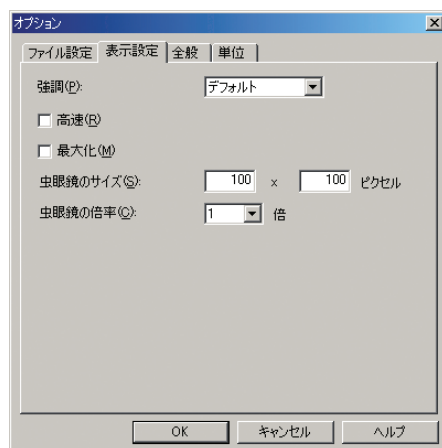 オプション
ファイル設定 表示設定 全般 単位
強調(P): デフォルト
高速(R)
最大化(M)
虫眼鏡のサイズ(S): 100 x 100 ピクセル
虫眼鏡の倍率(C): 1 倍
OK キャンセル ヘルプ